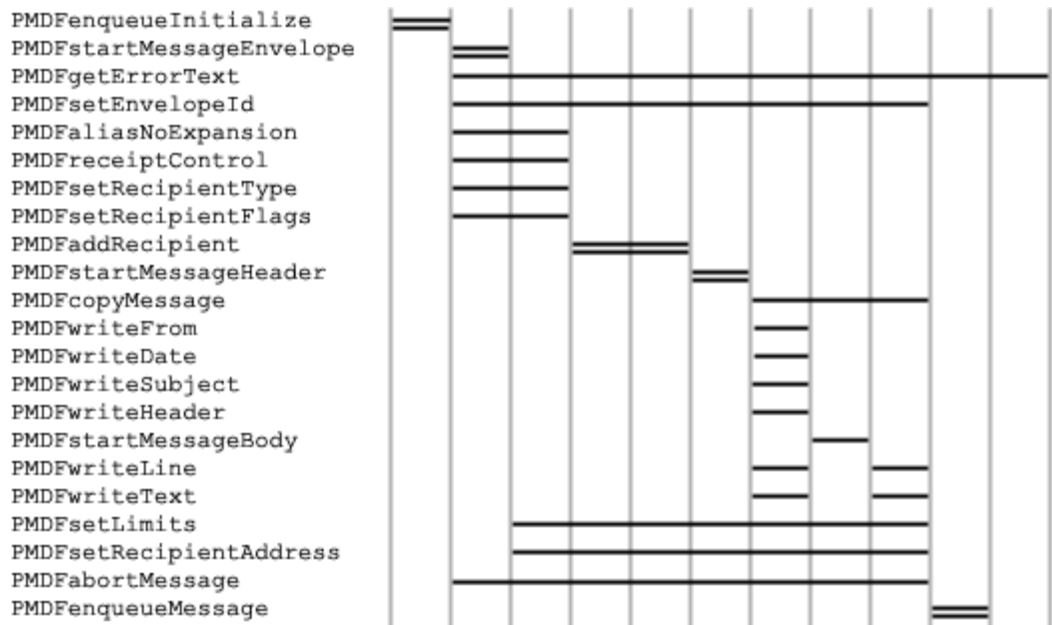 PMDFenqueueInitialize
PMDFstartMessageEnvelope
PMDFgetErrorText
PMDFsetEnvelopeId
PMDFaliasNoExpansion
PMDFreceiptControl
PMDFsetRecipientType
PMDFsetRecipientFlags
PMDFaddRecipient
PMDFstartMessageHeader
PMDFcopyMessage
PMDFwriteFrom
PMDFwriteDate
PMDFwriteSubject
PMDFwriteHeader
PMDFstartMessageBody
PMDFwriteLine
PMDFwriteText
PMDFsetLimits
PMDFsetRecipientAddress
PMDFabortMessage
PMDFenqueueMessage